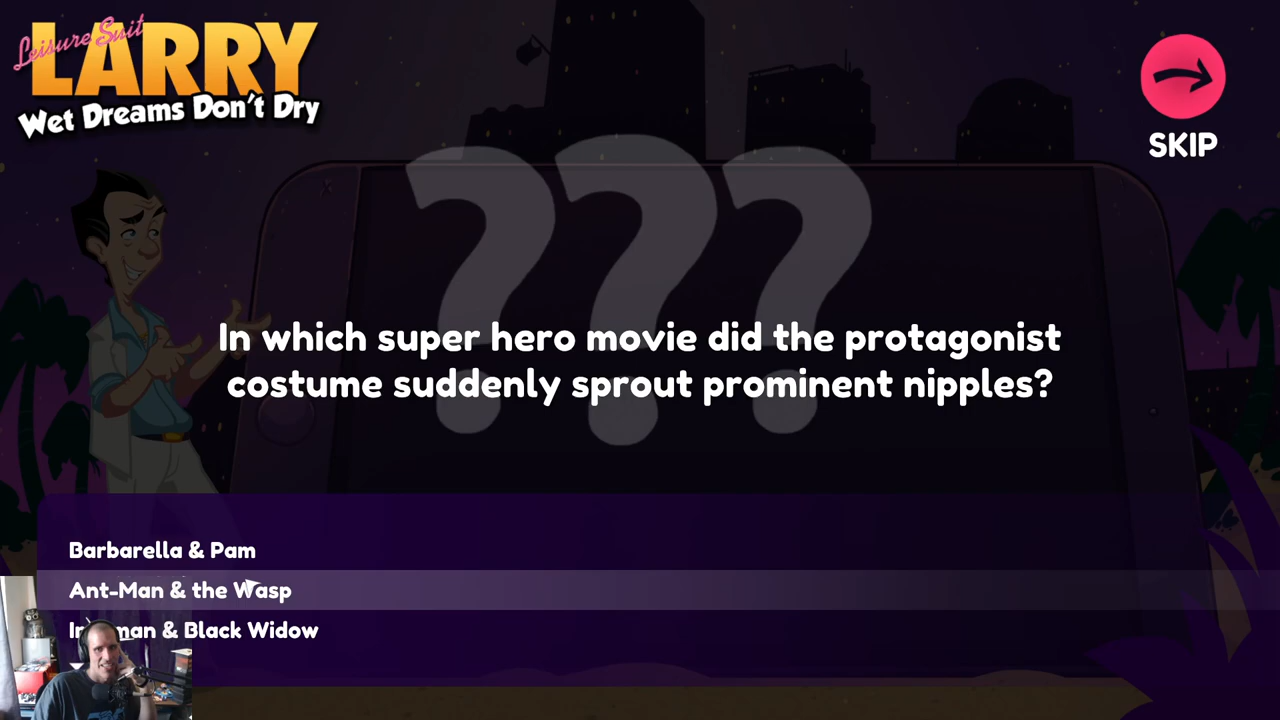 Leisure Suit
LARRY
Wet Dreams Don't Dry
SKIP
In which super hero movie did the protagonist
costume suddenly sprout prominent nipples?
Barbarella & Pam
Ant-Man & the Wasp
man & Black Widow